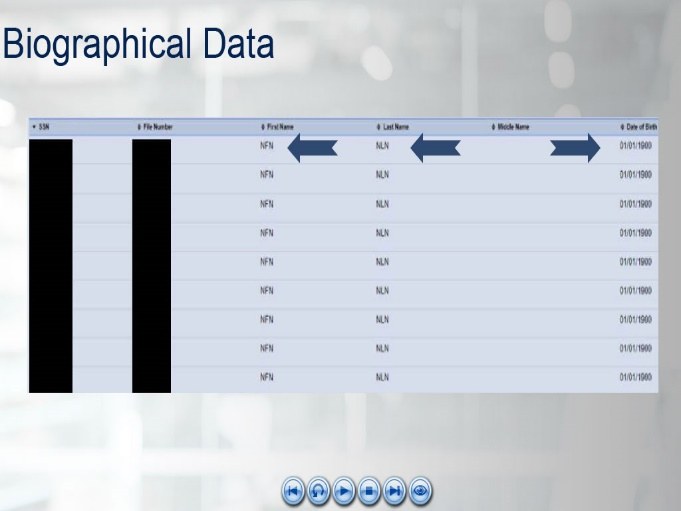 Biographical Data
SSN File Number First Name Last Name Middle Name Date of Birth
NFN NLN 01/01/1900
NFN NLN 01/01/1900
NFN NLN 01/01/1900
NFN NLN 01/01/1900
NFN NLN 01/01/1900
NFN NLN 01/01/1900
NFN NLN 01/01/1900
NFN NLN 01/01/1900
NFN NLN 01/01/1900